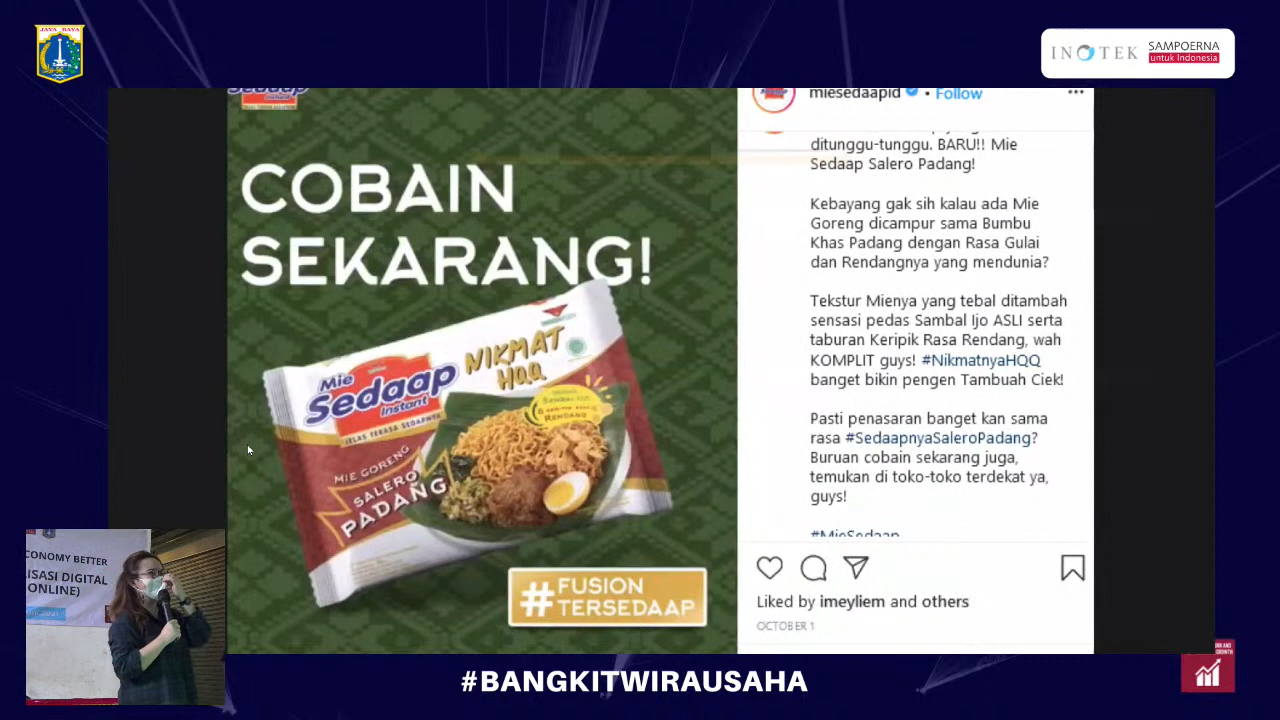 JAYA RAYA
INOTEK
SAMPOERNA
untuk Indonesia
COBAIN
SEKARANG!
Mie
Sedaap
Instant
JELAS TERASA SEDAPNYA
NIKMAT
HQQ
RENDANG
MIE GORENG
SALERO
PADANG
#FUSION
TERSEDAAP
miesedaapid • Follow
ditunggu-tunggu. BARU!! Mie
Sedaap Salero Padang!
Kebayang gak sih kalau ada Mie
Goreng dicampur sama Bumbu
Khas Padang dengan Rasa Gulai
dan Rendangnya yang mendunia?
Tekstur Mienya yang tebal ditambah
sensasi pedas Sambal Ijo ASLI serta
taburan Keripik Rasa Rendang, wah
KOMPLIT guys! #NikmatnyaHQQ
banget bikin pengen Tambuah Ciek!
Pasti penasaran banget kan sama
rasa #SedaapnyaSaleroPadang?
Buruan cobain sekarang juga,
temukan di toko-toko terdekat ya,
guys!
#MieSedaap
Liked by imeyliem and others
OCTOBER 1
CONOMY BETTER
ISASI DIGITAL
ONLINE)
#BANGKITWIRAUSAHA